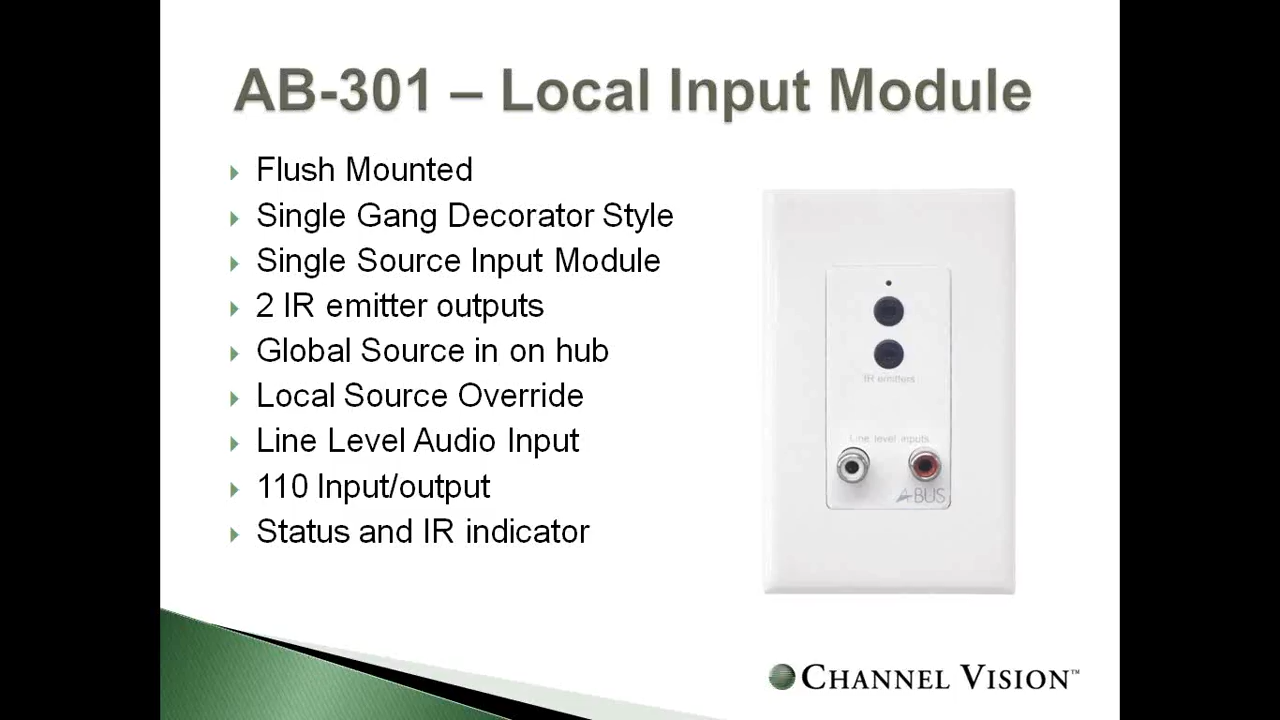 AB-301 – Local Input Module
Flush Mounted
Single Gang Decorator Style
Single Source Input Module
2 IR emitter outputs
Global Source in on hub
Local Source Override
Line Level Audio Input
110 Input/output
Status and IR indicator
IR emitters
Line level inputs
A-BUS
CHANNEL VISION™